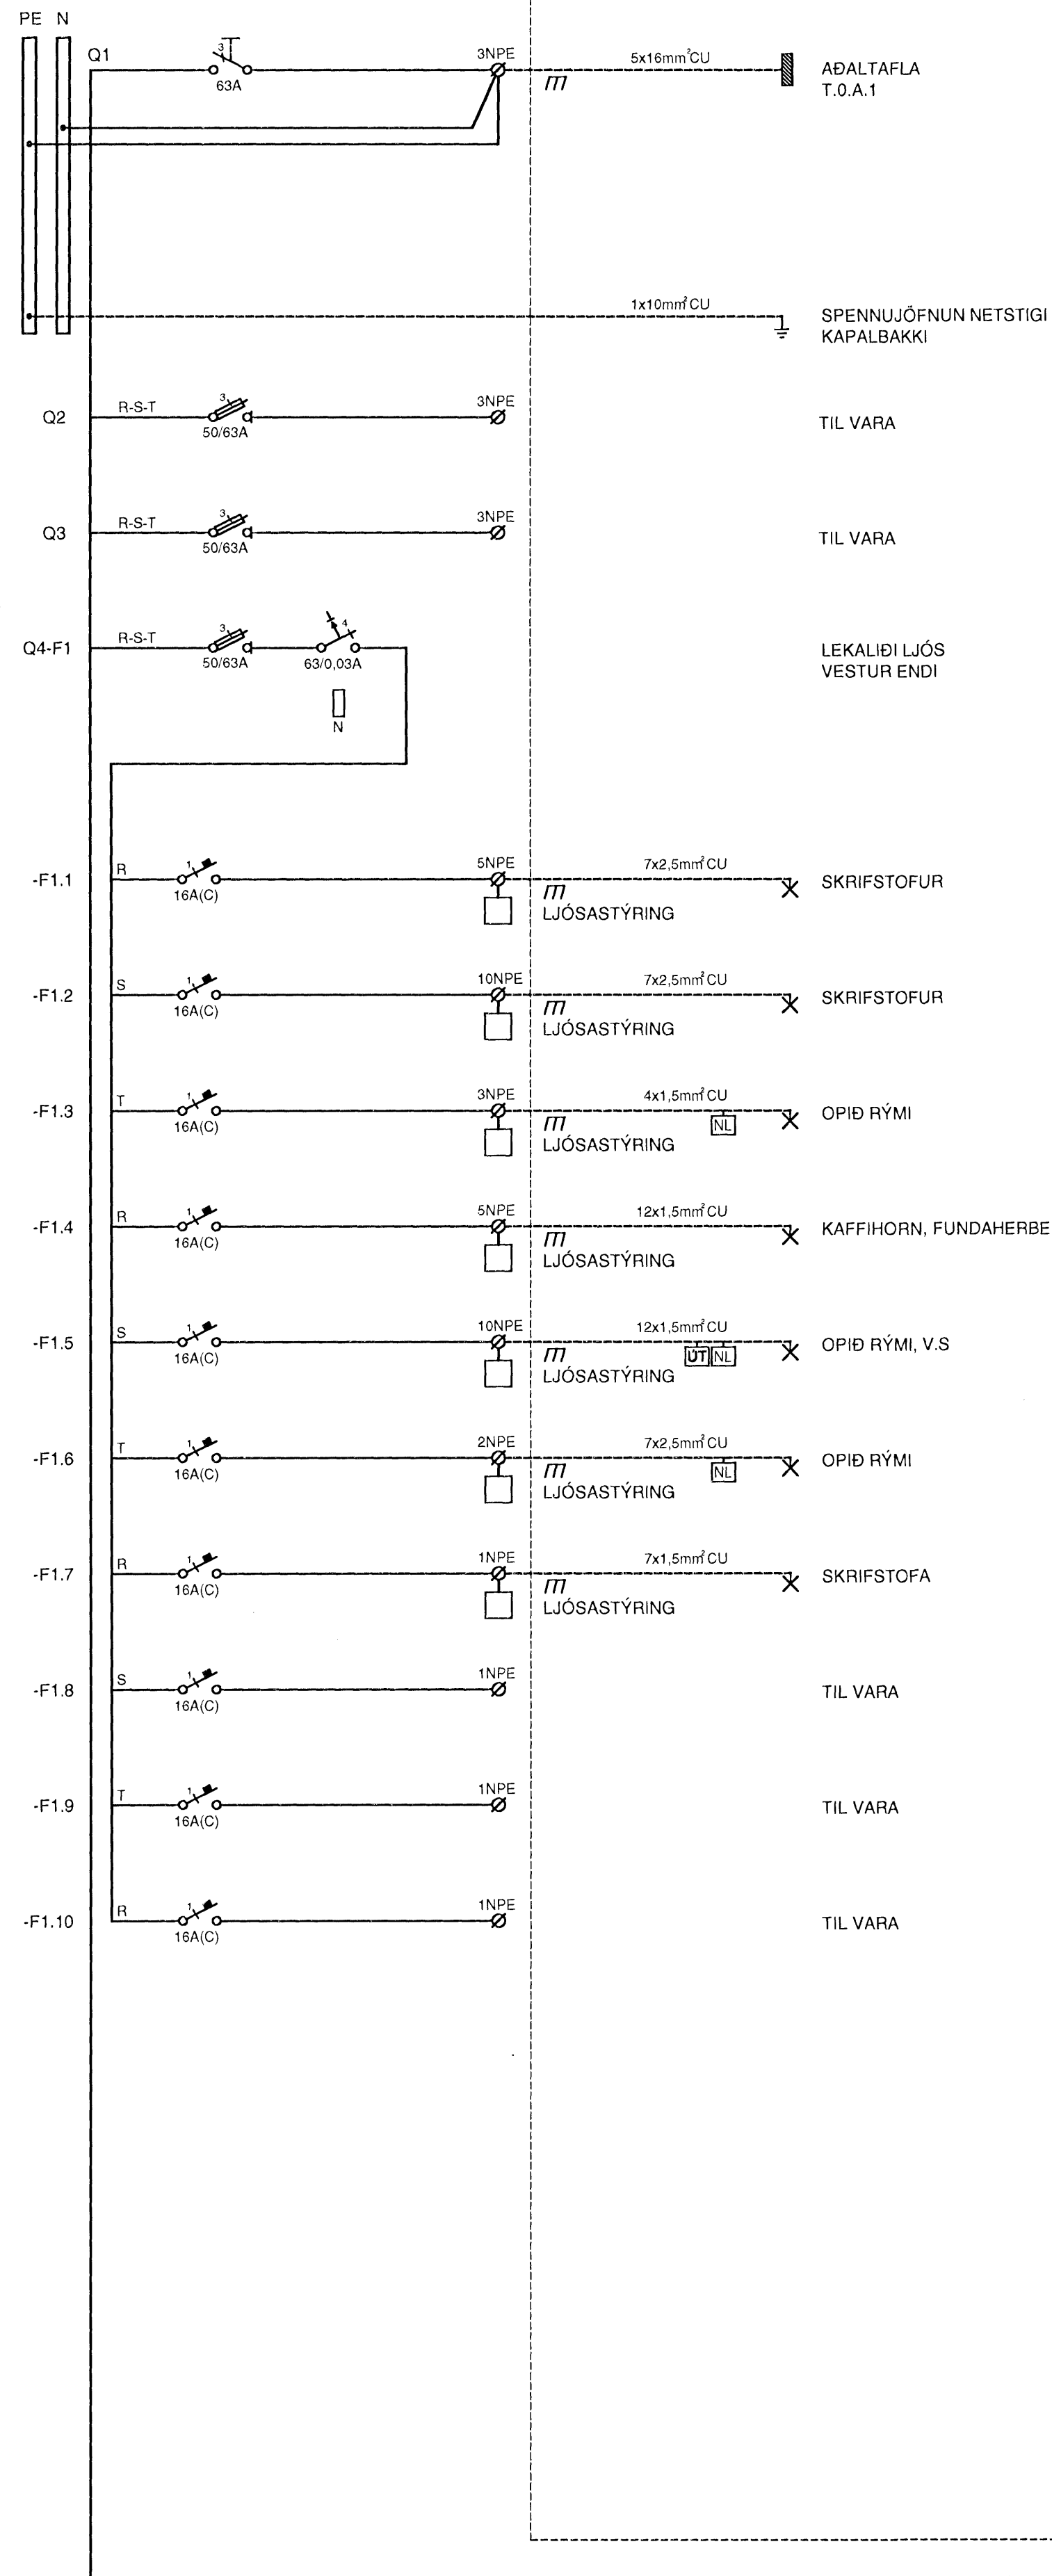 PE N
Q1 3 63A 3NPE 5x16mm² CU AÐALTAFLA
T.0.A.1
1x10mm² CU SPENNUJÖFNUN NETSTIGI
KAPALBAKKI
Q2 R-S-T 3 50/63A 3NPE TIL VARA
Q3 R-S-T 3 50/63A 3NPE TIL VARA
Q4-F1 R-S-T 3 50/63A 4 63/0,03A LEKALIÐI LJÓS
VESTUR ENDI
N
-F1.1 R 1 16A(C) 5NPE 7x2,5mm² CU SKRIFSTOFUR
LJÓSASTÝRING
-F1.2 S 1 16A(C) 10NPE 7x2,5mm² CU SKRIFSTOFUR
LJÓSASTÝRING
-F1.3 T 1 16A(C) 3NPE 4x1,5mm² CU NL OPIÐ RÝMI
LJÓSASTÝRING
-F1.4 R 1 16A(C) 5NPE 12x1,5mm² CU KAFFIHORN, FUNDAHERBE
LJÓSASTÝRING
-F1.5 S 1 16A(C) 10NPE 12x1,5mm² CU ÚT NL OPIÐ RÝMI, V.S
LJÓSASTÝRING
-F1.6 T 1 16A(C) 2NPE 7x2,5mm² CU NL OPIÐ RÝMI
LJÓSASTÝRING
-F1.7 R 1 16A(C) 1NPE 7x1,5mm² CU SKRIFSTOFA
LJÓSASTÝRING
-F1.8 S 1 16A(C) 1NPE TIL VARA
-F1.9 T 1 16A(C) 1NPE TIL VARA
-F1.10 R 1 16A(C) 1NPE TIL VARA